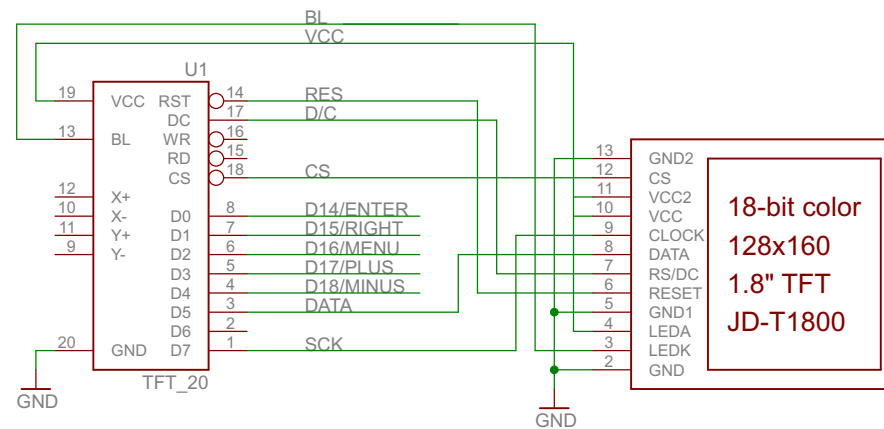 BL
VCC
U1
19 VCC RST 14 RES
DC 17 D/C
13 BL WR 16
RD 15
CS 18 CS
12 X+
10 X- D0 8 D14/ENTER
11 Y+ D1 7 D15/RIGHT
9 Y- D2 6 D16/MENU
D3 5 D17/PLUS
D4 4 D18/MINUS
D5 3 DATA
D6 2
20 GND D7 1 SCK
TFT_20
GND
13 GND2
12 CS
11 VCC2
10 VCC
9 CLOCK
8 DATA
7 RS/DC
6 RESET
5 GND1
4 LEDA
3 LEDK
2 GND
18-bit color
128x160
1.8" TFT
JD-T1800
GND